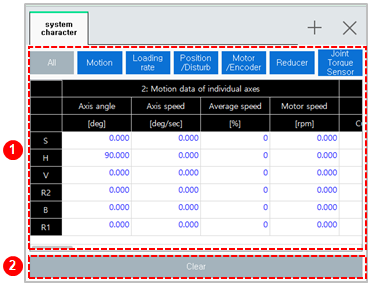 system
character
All
Motion
Loading
rate
Position
/Disturb
Motor
/Encoder
Reducer
Joint
Torque
Sensor
2: Motion data of individual axes
Axis angle Axis speed Average speed Motor speed
[deg] [deg/sec] [%] [rpm]
S 0.000 0.000 0 0.000
H 90.000 0.000 0 0.000
V 0.000 0.000 0 0.000
R2 0.000 0.000 0 0.000
B 0.000 0.000 0 0.000
R1 0.000 0.000 0 0.000
1
2
Clear